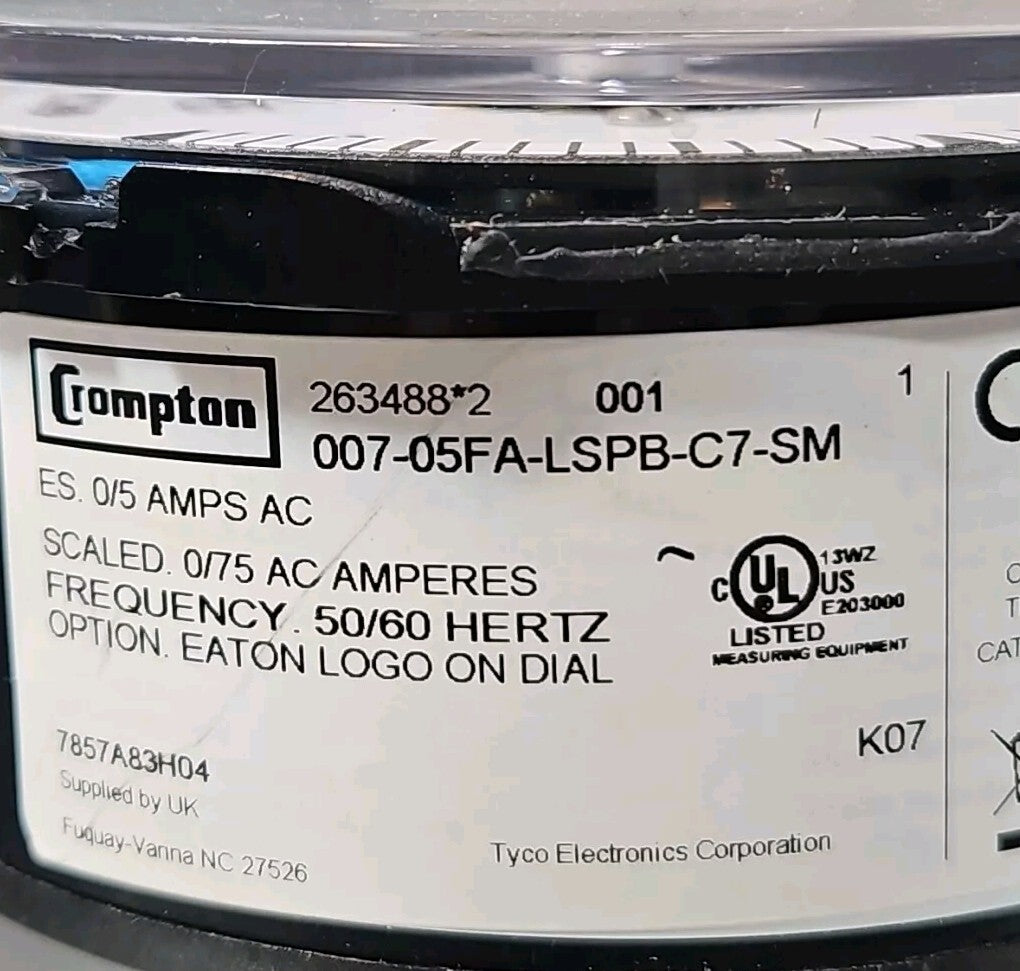 Crompton
263488*2 001 1
007-05FA-LSPB-C7-SM
ES. 0/5 AMPS AC
SCALED. 0/75 AC AMPERES
FREQUENCY. 50/60 HERTZ
OPTION. EATON LOGO ON DIAL
~
C UL US
13WZ
E203000
LISTED
MEASURING EQUIPMENT
7857A83H04
K07
Supplied by UK
Fuquay-Vanna NC 27526
Tyco Electronics Corporation
CAT